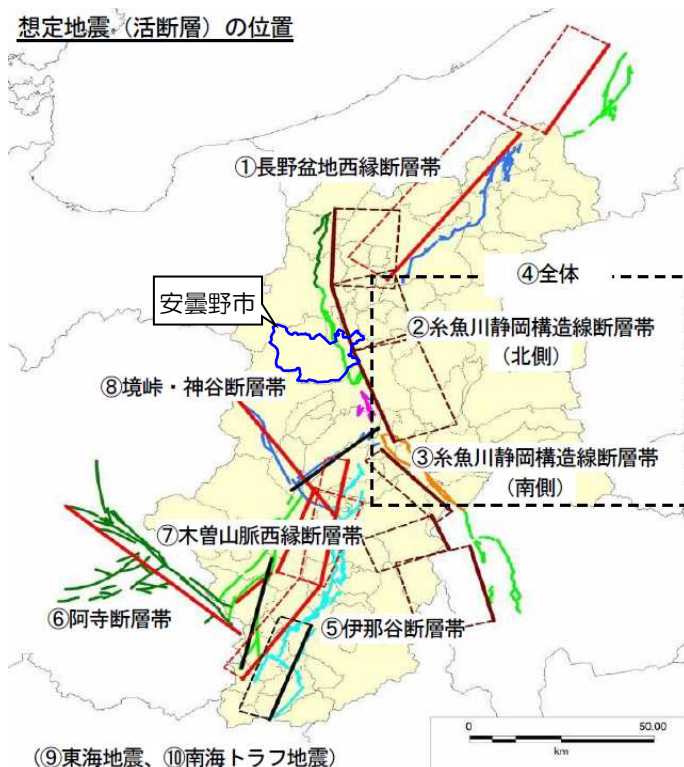 想定地震（活断層）の位置
①長野盆地西縁断層帯
④全体
安曇野市
②糸魚川静岡構造線断層帯
（北側）
⑧境峠・神谷断層帯
③糸魚川静岡構造線断層帯
（南側）
⑦木曽山脈西縁断層帯
⑥阿寺断層帯
⑤伊那谷断層帯
0 50.00
km
（⑨東海地震、⑩南海トラフ地震）